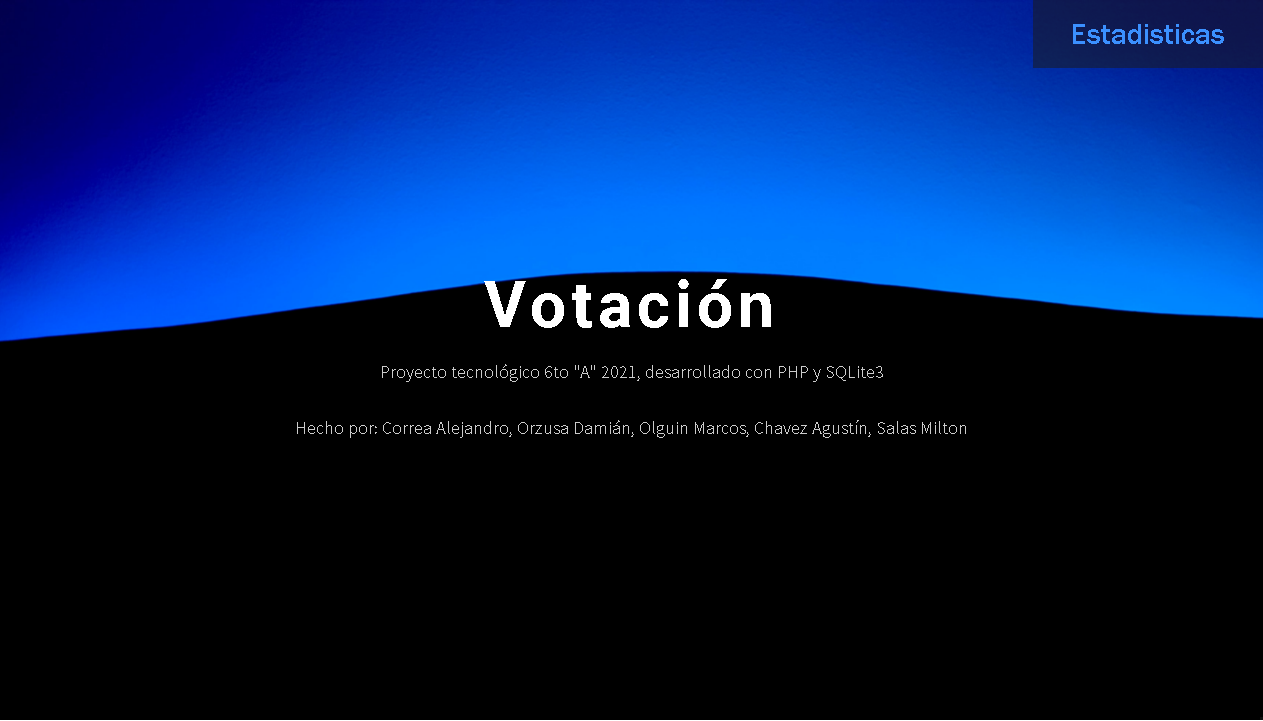 Estadisticas
Votación
Proyecto tecnológico 6to "A" 2021, desarrollado con PHP y SQLite3
Hecho por: Correa Alejandro, Orzusa Damián, Olguin Marcos, Chavez Agustín, Salas Milton